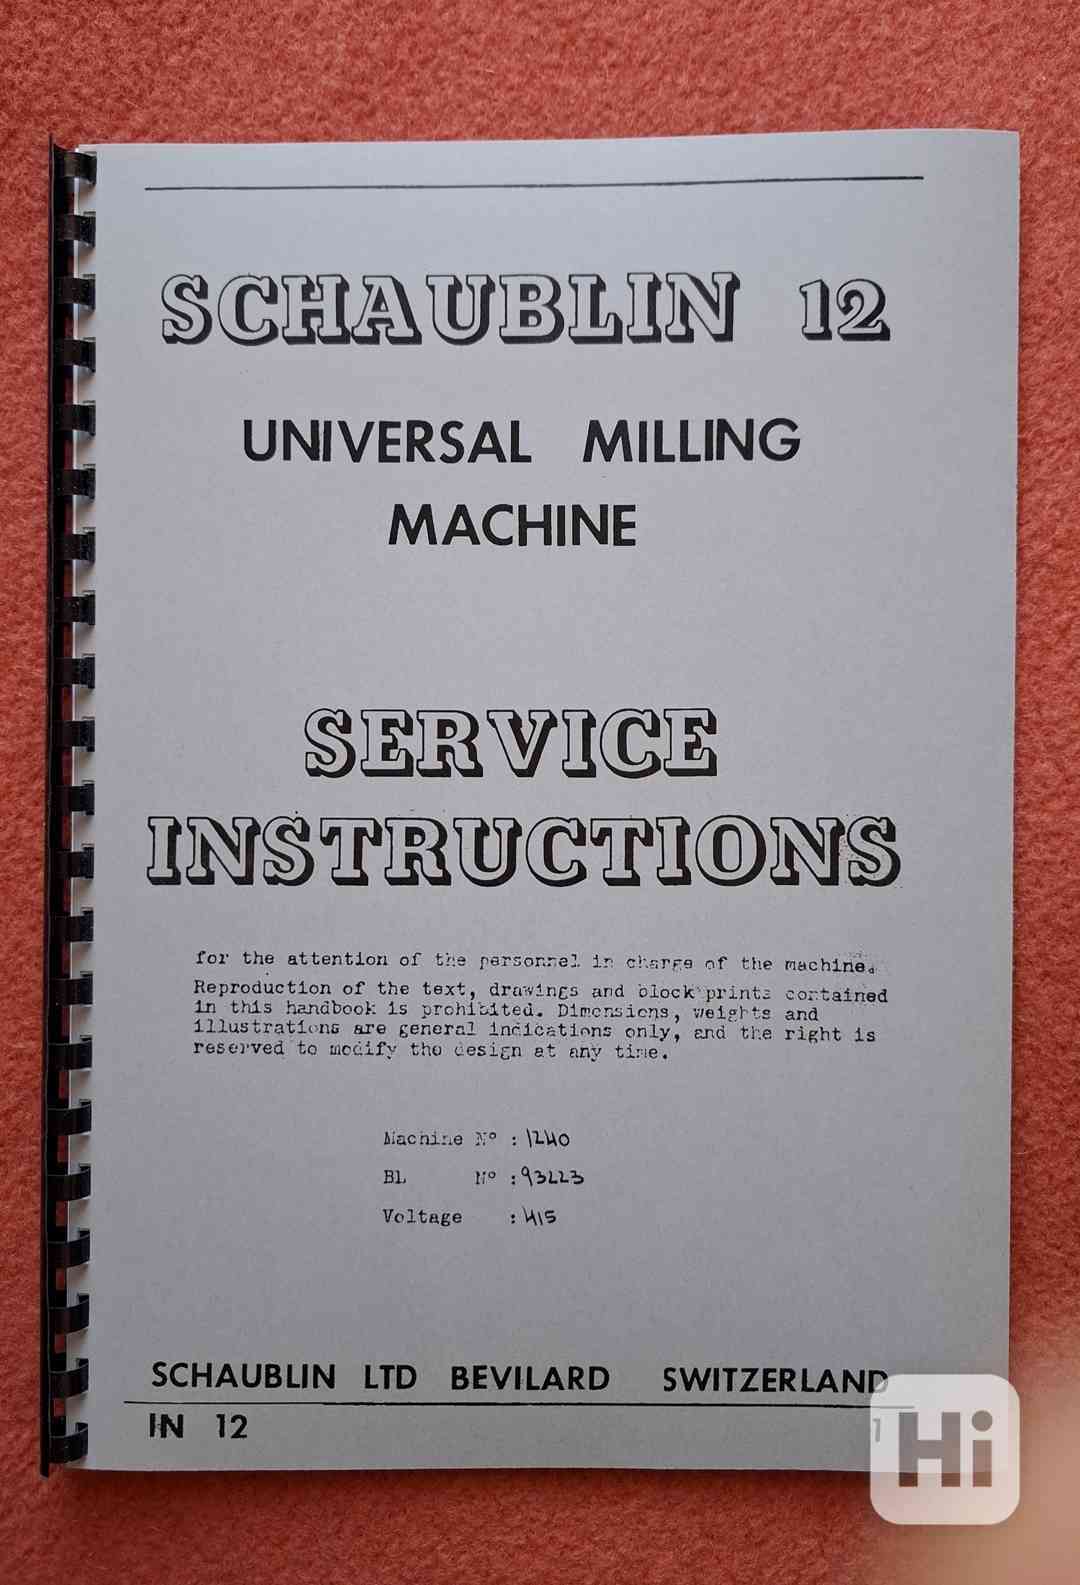 SCHAUBLIN 12
UNIVERSAL MILLING
MACHINE
SERVICE
INSTRUCTIONS
for the attention of the personnel in charge of the machine.
Reproduction of the text, drawings and block prints contained
in this handbook is prohibited. Dimensions, weights and
illustrations are general indications only, and the right is
reserved to modify the design at any time.
Machine Nº : 1240
BL Nº : 93223
Voltage : 415
SCHAUBLIN LTD BEVILARD SWITZERLAND
IN 12 1
Hi